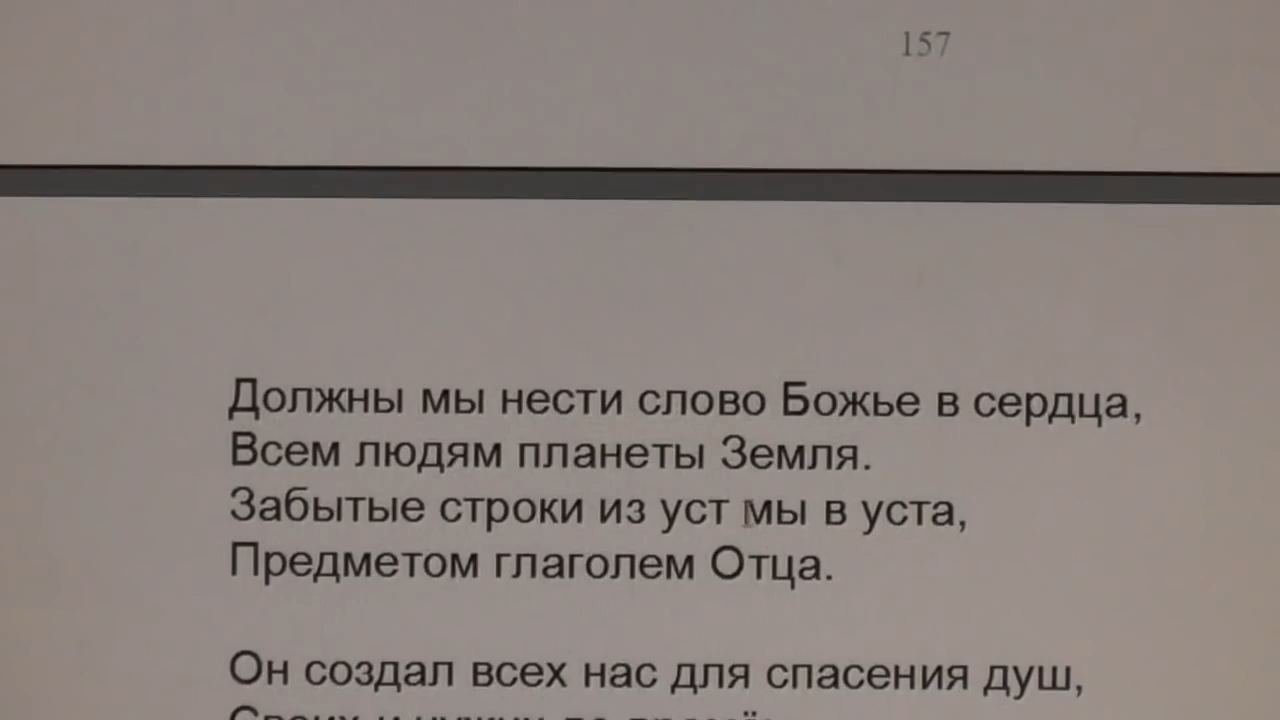 157
Должны мы нести слово Божье в сердца,
Всем людям планеты Земля.
Забытые строки из уст мы в уста,
Предметом глаголем Отца.
Он создал всех нас для спасения душ,